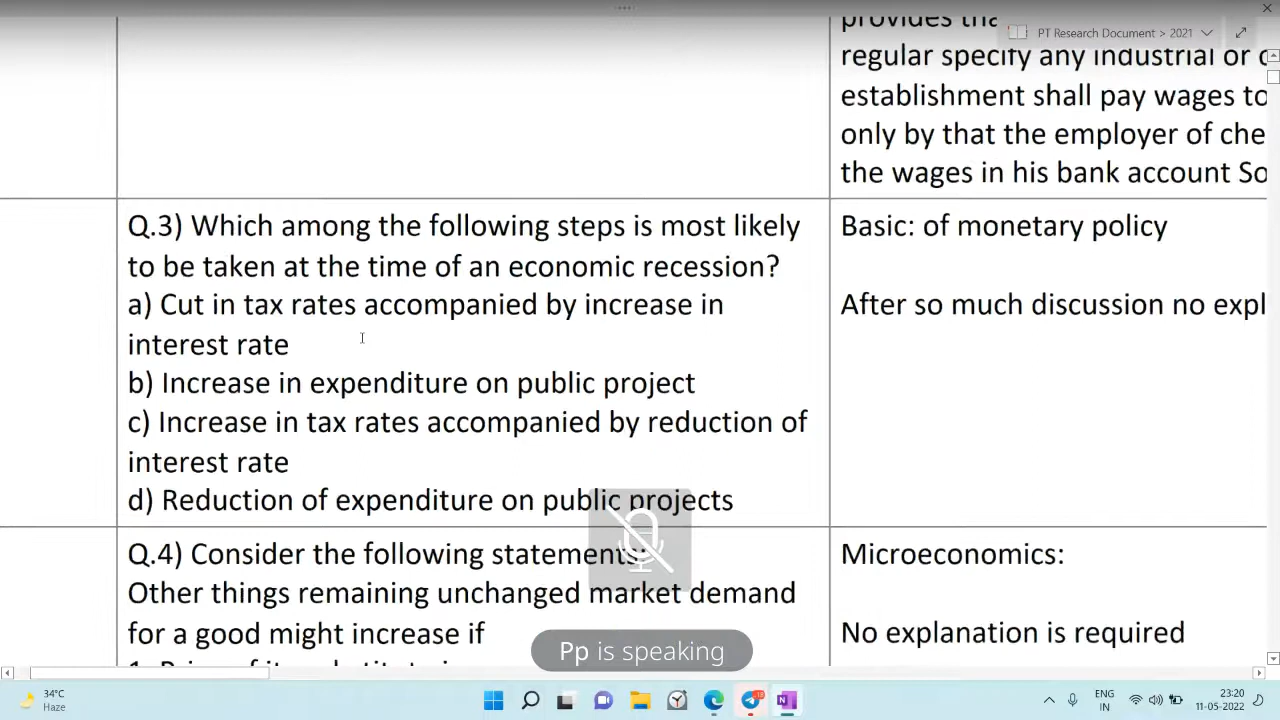 provides tha
PT Research Document > 2021
regular specify any industrial or
establishment shall pay wages to
only by that the employer of che
the wages in his bank account So
Q.3) Which among the following steps is most likely
to be taken at the time of an economic recession?
a) Cut in tax rates accompanied by increase in
interest rate
b) Increase in expenditure on public project
c) Increase in tax rates accompanied by reduction of
interest rate
d) Reduction of expenditure on public projects
Basic: of monetary policy
After so much discussion no expl
Q.4) Consider the following statements:
Other things remaining unchanged market demand
for a good might increase if
Microeconomics:
No explanation is required
Pp is speaking
34°C
Haze
ENG
IN
23:20
11-05-2022